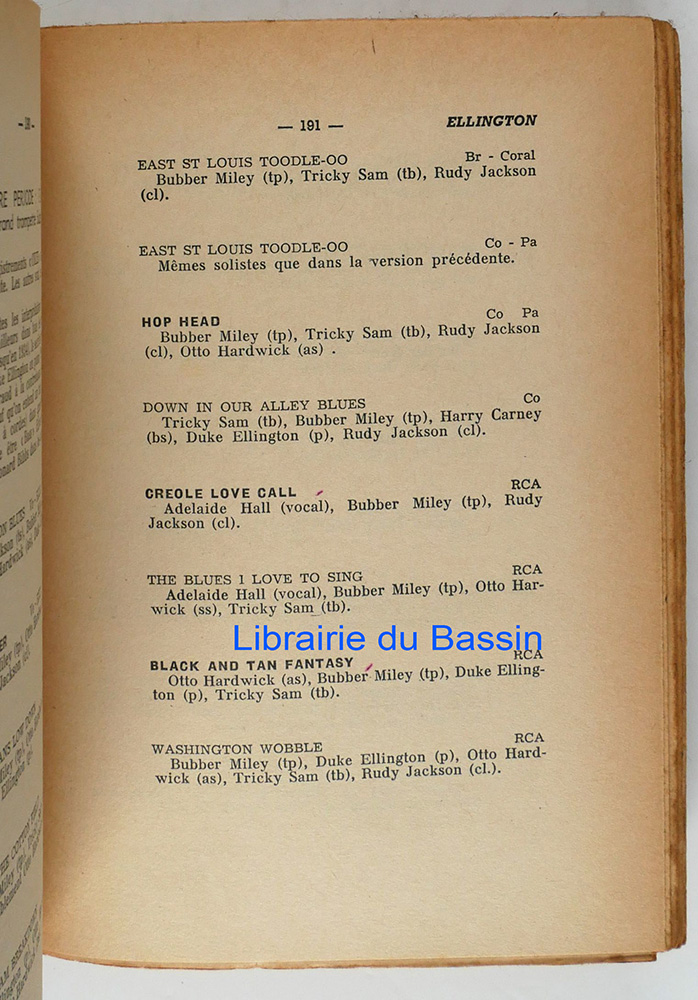 — 191 — ELLINGTON
EAST ST LOUIS TOODLE-OO Br - Coral
Bubber Miley (tp), Tricky Sam (tb), Rudy Jackson
(cl).
EAST ST LOUIS TOODLE-OO Co - Pa
Mêmes solistes que dans la version précédente.
HOP HEAD Co Pa
Bubber Miley (tp), Tricky Sam (tb), Rudy Jackson
(cl), Otto Hardwick (as) .
DOWN IN OUR ALLEY BLUES Co
Tricky Sam (tb), Bubber Miley (tp), Harry Carney
(bs), Duke Ellington (p), Rudy Jackson (cl).
CREOLE LOVE CALL RCA
Adelaide Hall (vocal), Bubber Miley (tp), Rudy
Jackson (cl).
THE BLUES I LOVE TO SING RCA
Adelaide Hall (vocal), Bubber Miley (tp), Otto Har-
wick (ss), Tricky Sam (tb).
Librairie du Bassin
BLACK AND TAN FANTASY RCA
Otto Hardwick (as), Bubber Miley (tp), Duke Elling-
ton (p), Tricky Sam (tb).
WASHINGTON WOBBLE RCA
Bubber Miley (tp), Duke Ellington (p), Otto Hard-
wick (as), Tricky Sam (tb), Rudy Jackson (cl.).